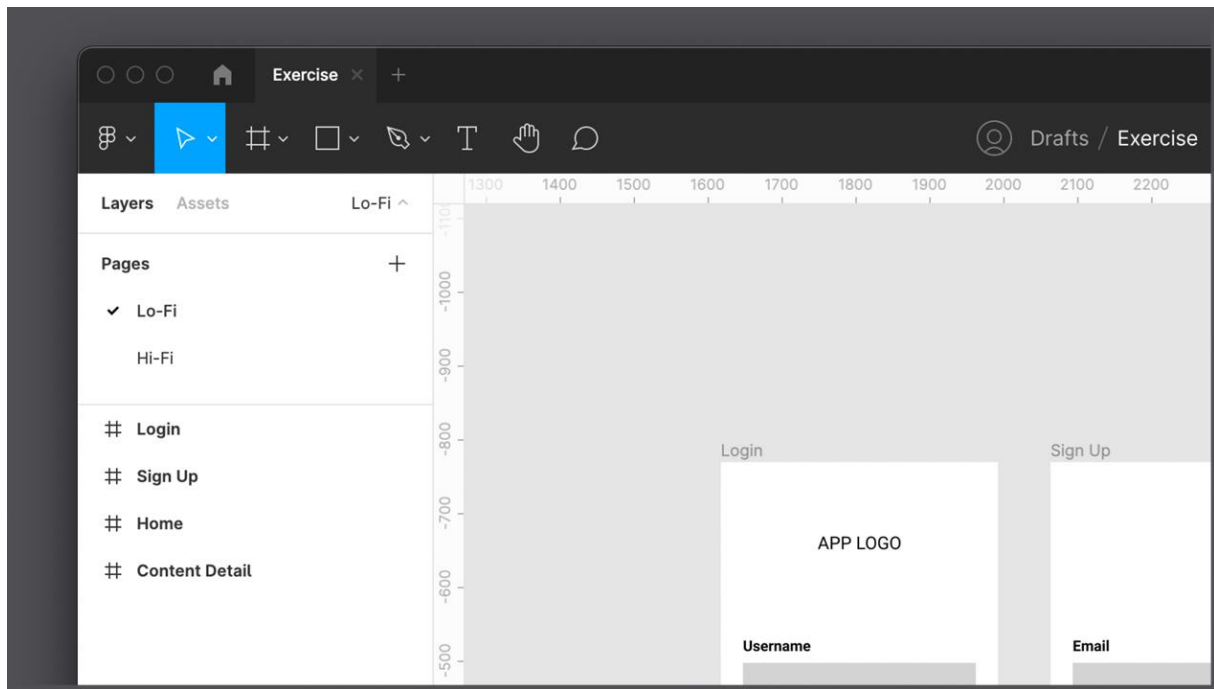 Exercise
Drafts / Exercise
Layers Assets Lo-Fi
1300 1400 1500 1600 1700 1800 1900 2000 2100 2200
Pages
Lo-Fi
Hi-Fi
Login
Sign Up
Home
Content Detail
-1100
-1000
-900
-800
-700
-600
-500
Login
Sign Up
APP LOGO
Username
Email